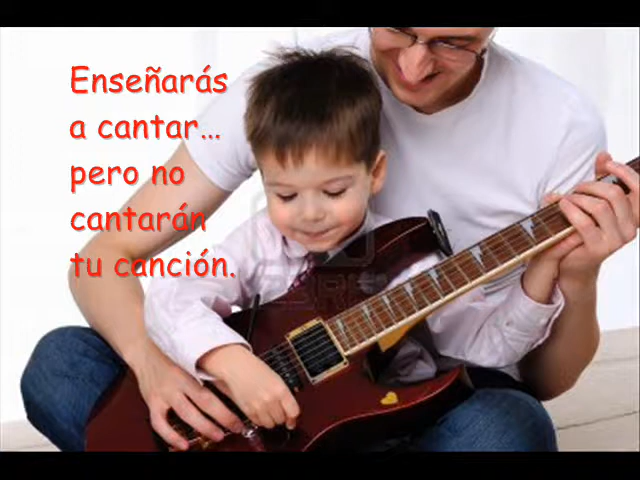 Enseñarás
a cantar...
pero no
cantarán
tu canción.